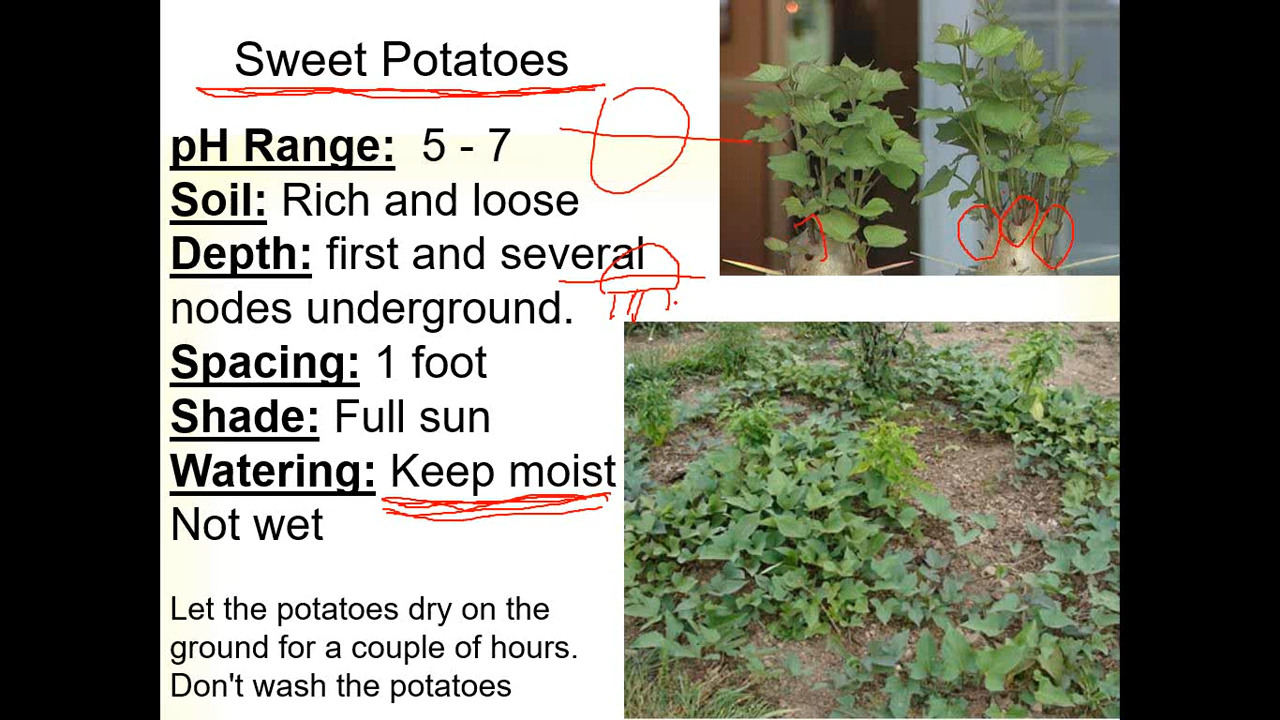 Sweet Potatoes
pH Range: 5 - 7
Soil: Rich and loose
Depth: first and several
nodes underground.
Spacing: 1 foot
Shade: Full sun
Watering: Keep moist
Not wet
Let the potatoes dry on the
ground for a couple of hours.
Don't wash the potatoes